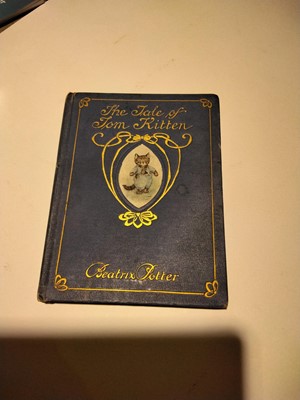 The Tale of
Tom Kitten
Beatrix Potter